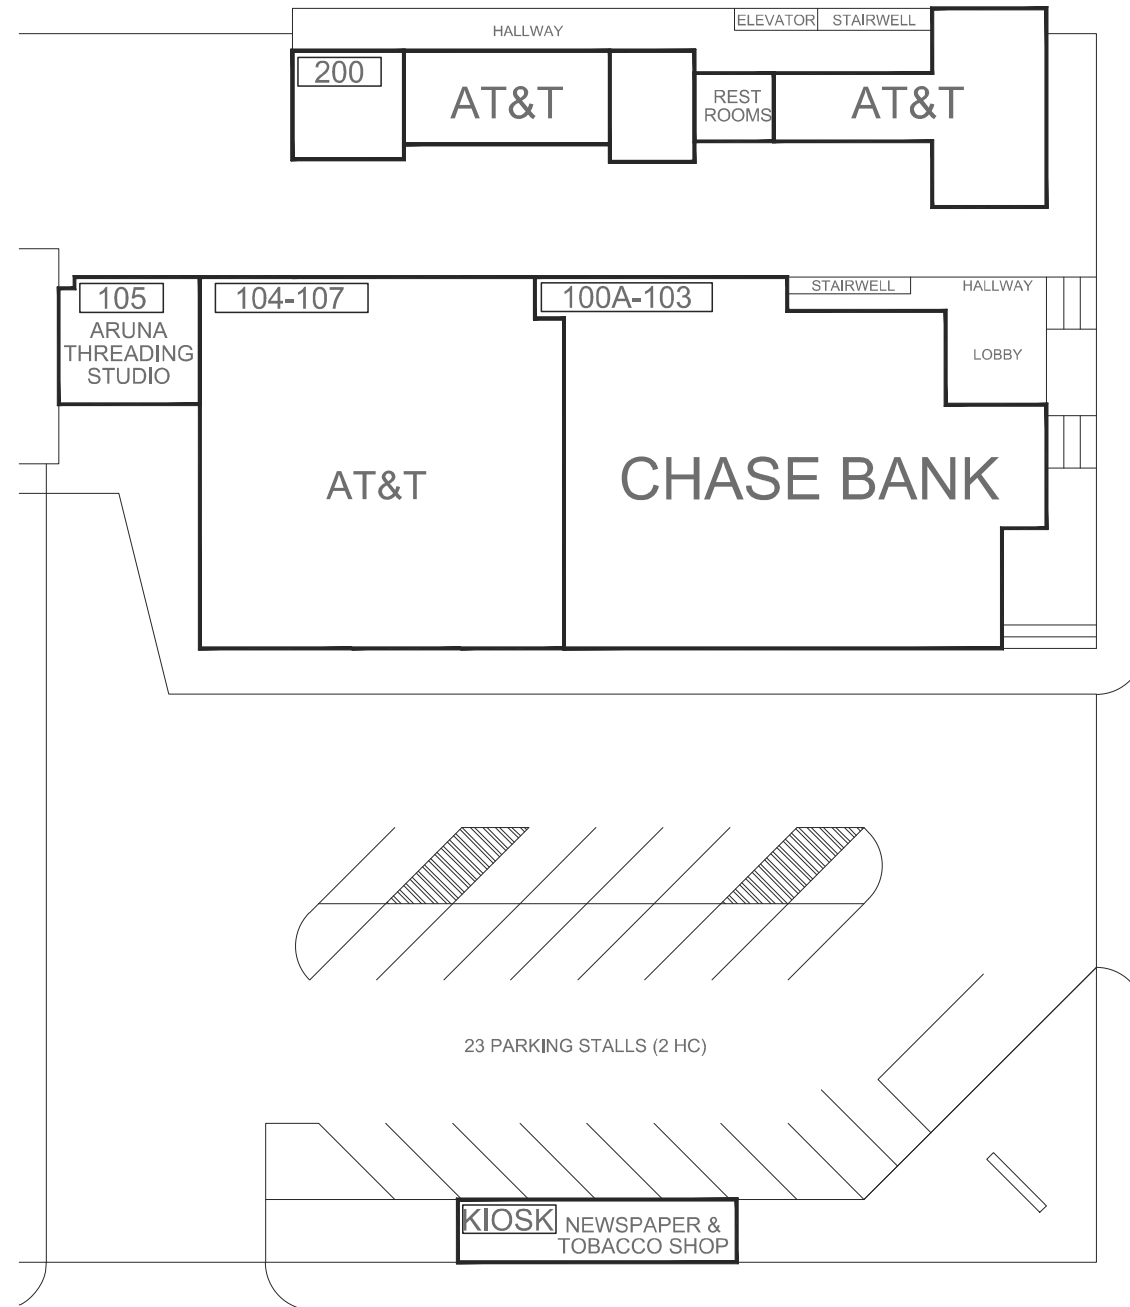 ELEVATOR STAIRWELL
HALLWAY
200
AT&T
REST
ROOMS
AT&T
105
ARUNA
THREADING
STUDIO
104-107
AT&T
100A-103
CHASE BANK
STAIRWELL
HALLWAY
LOBBY
23 PARKING STALLS (2 HC)
KIOSK
NEWSPAPER &
TOBACCO SHOP